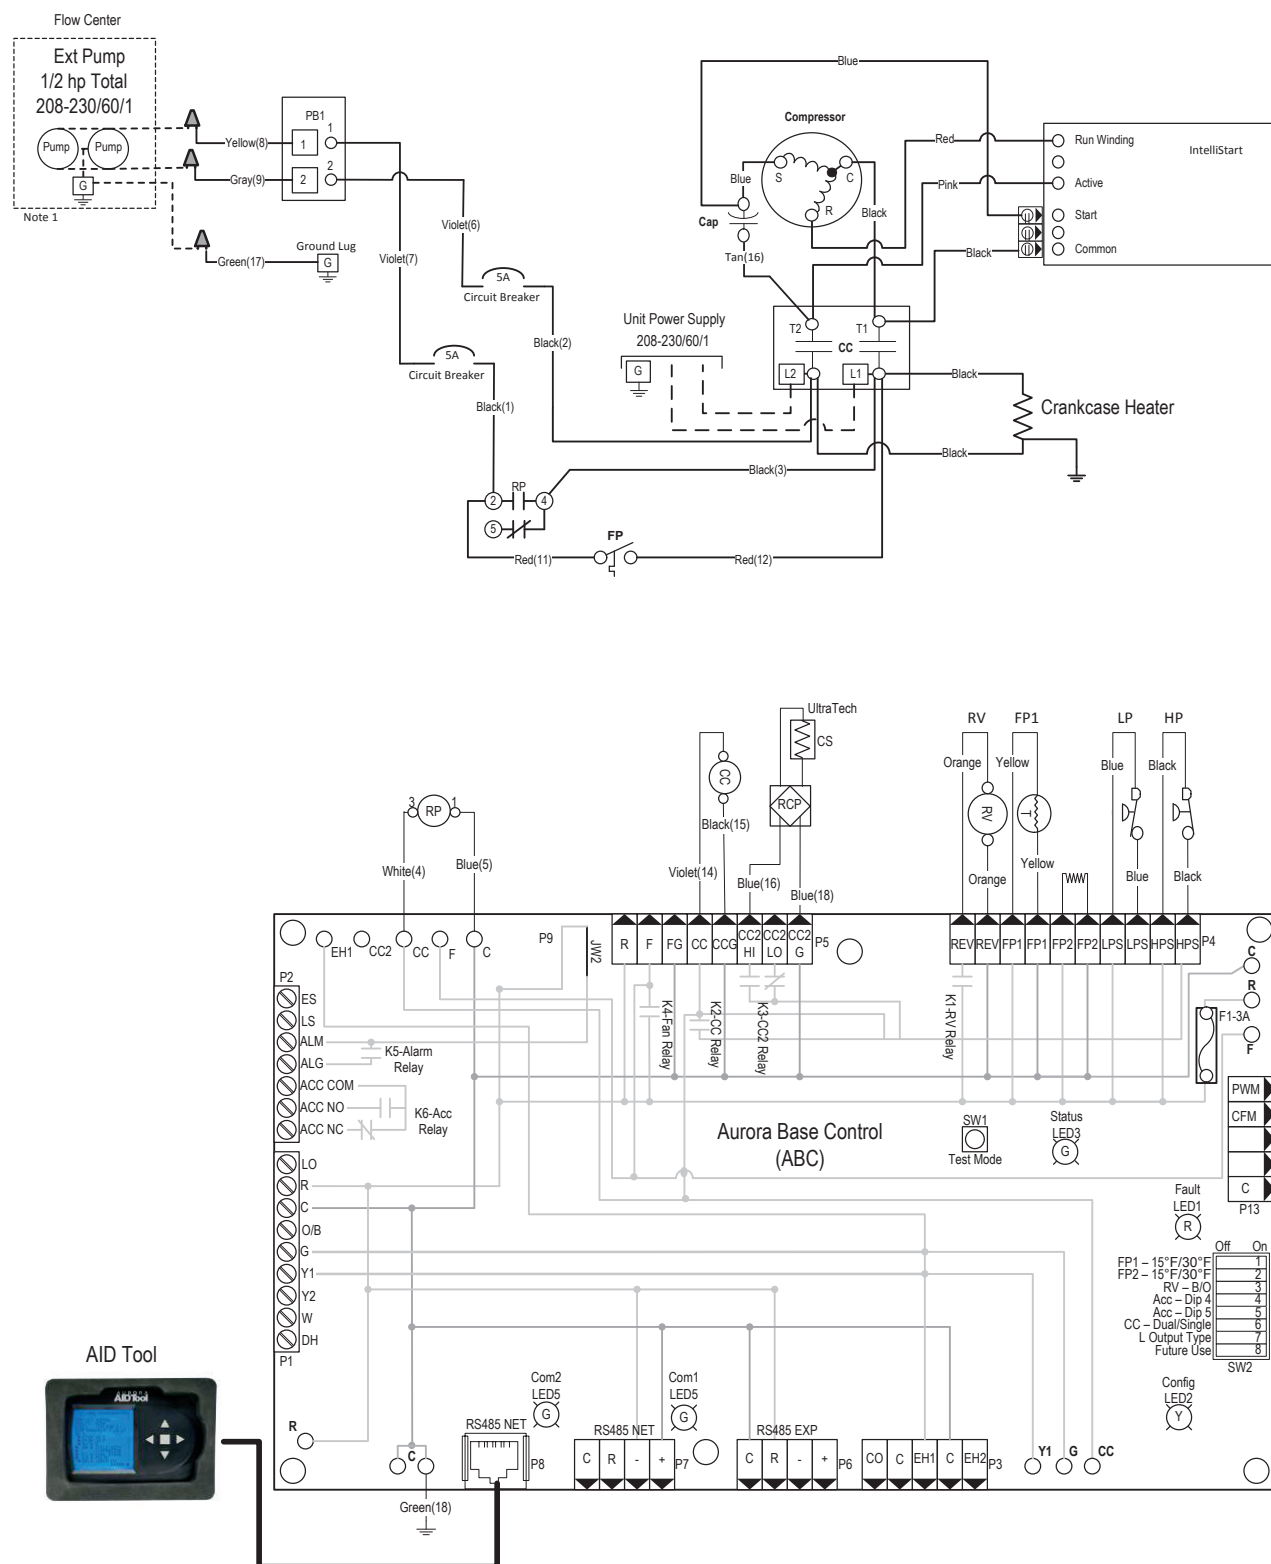 Flow Center
Ext Pump
1/2 hp Total
208-230/60/1
Pump
Pump
G
Note 1
Yellow(8)
Gray(9)
Green(17)
Ground Lug
G
PB1
1
1
2
2
Violet(6)
Violet(7)
5A
Circuit Breaker
5A
Circuit Breaker
Black(2)
Black(1)
Unit Power Supply
208-230/60/1
G
Blue
Compressor
S
C
R
Blue
Cap
Tan(16)
Black
Red
Pink
Black
Run Winding
IntelliStart
Active
Start
Common
T2
T1
CC
L2
L1
Black
Black
Crankcase Heater
Black(3)
RP
2
4
5
FP
Red(11)
Red(12)
UltraTech
CS
CC
RCP
Black(15)
Violet(14)
Blue(16)
Blue(18)
3
RP
1
White(4)
Blue(5)
RV
FP1
LP
HP
Orange
Yellow
Blue
Black
RV
T
Orange
Yellow
Blue
Black
EH1
CC2
CC
F
C
P9
JW2
R
F
FG
CC
CCG
CC2 HI
CC2 LO
CC2 G
P5
REV
REV
FP1
FP1
FP2
FP2
LPS
LPS
HPS
HPS
P4
C
R
F1-3A
F
P2
ES
LS
ALM
ALG
ACC COM
ACC NO
ACC NC
K5-Alarm
Relay
K6-Acc
Relay
K4-Fan Relay
K2-CC Relay
K3-CC2 Relay
K1-RV Relay
PWM
CFM
C
P13
Aurora Base Control
(ABC)
SW1
Test Mode
Status
LED3
G
LO
R
C
O/B
G
Y1
Y2
W
DH
P1
Fault
LED1
R
Off
On
FP1 – 15°F/30°F
1
FP2 – 15°F/30°F
2
RV – B/O
3
Acc – Dip 4
4
Acc – Dip 5
5
CC – Dual/Single
6
L Output Type
7
Future Use
8
SW2
Config
LED2
Y
AID Tool
AURORA
AID Tool
R
C
Green(18)
RS485 NET
P8
Com2
LED5
G
Com1
LED5
G
RS485 NET
C
R
-
+
P7
RS485 EXP
C
R
-
+
P6
CO
C
EH1
C
EH2
P3
Y1
G
CC